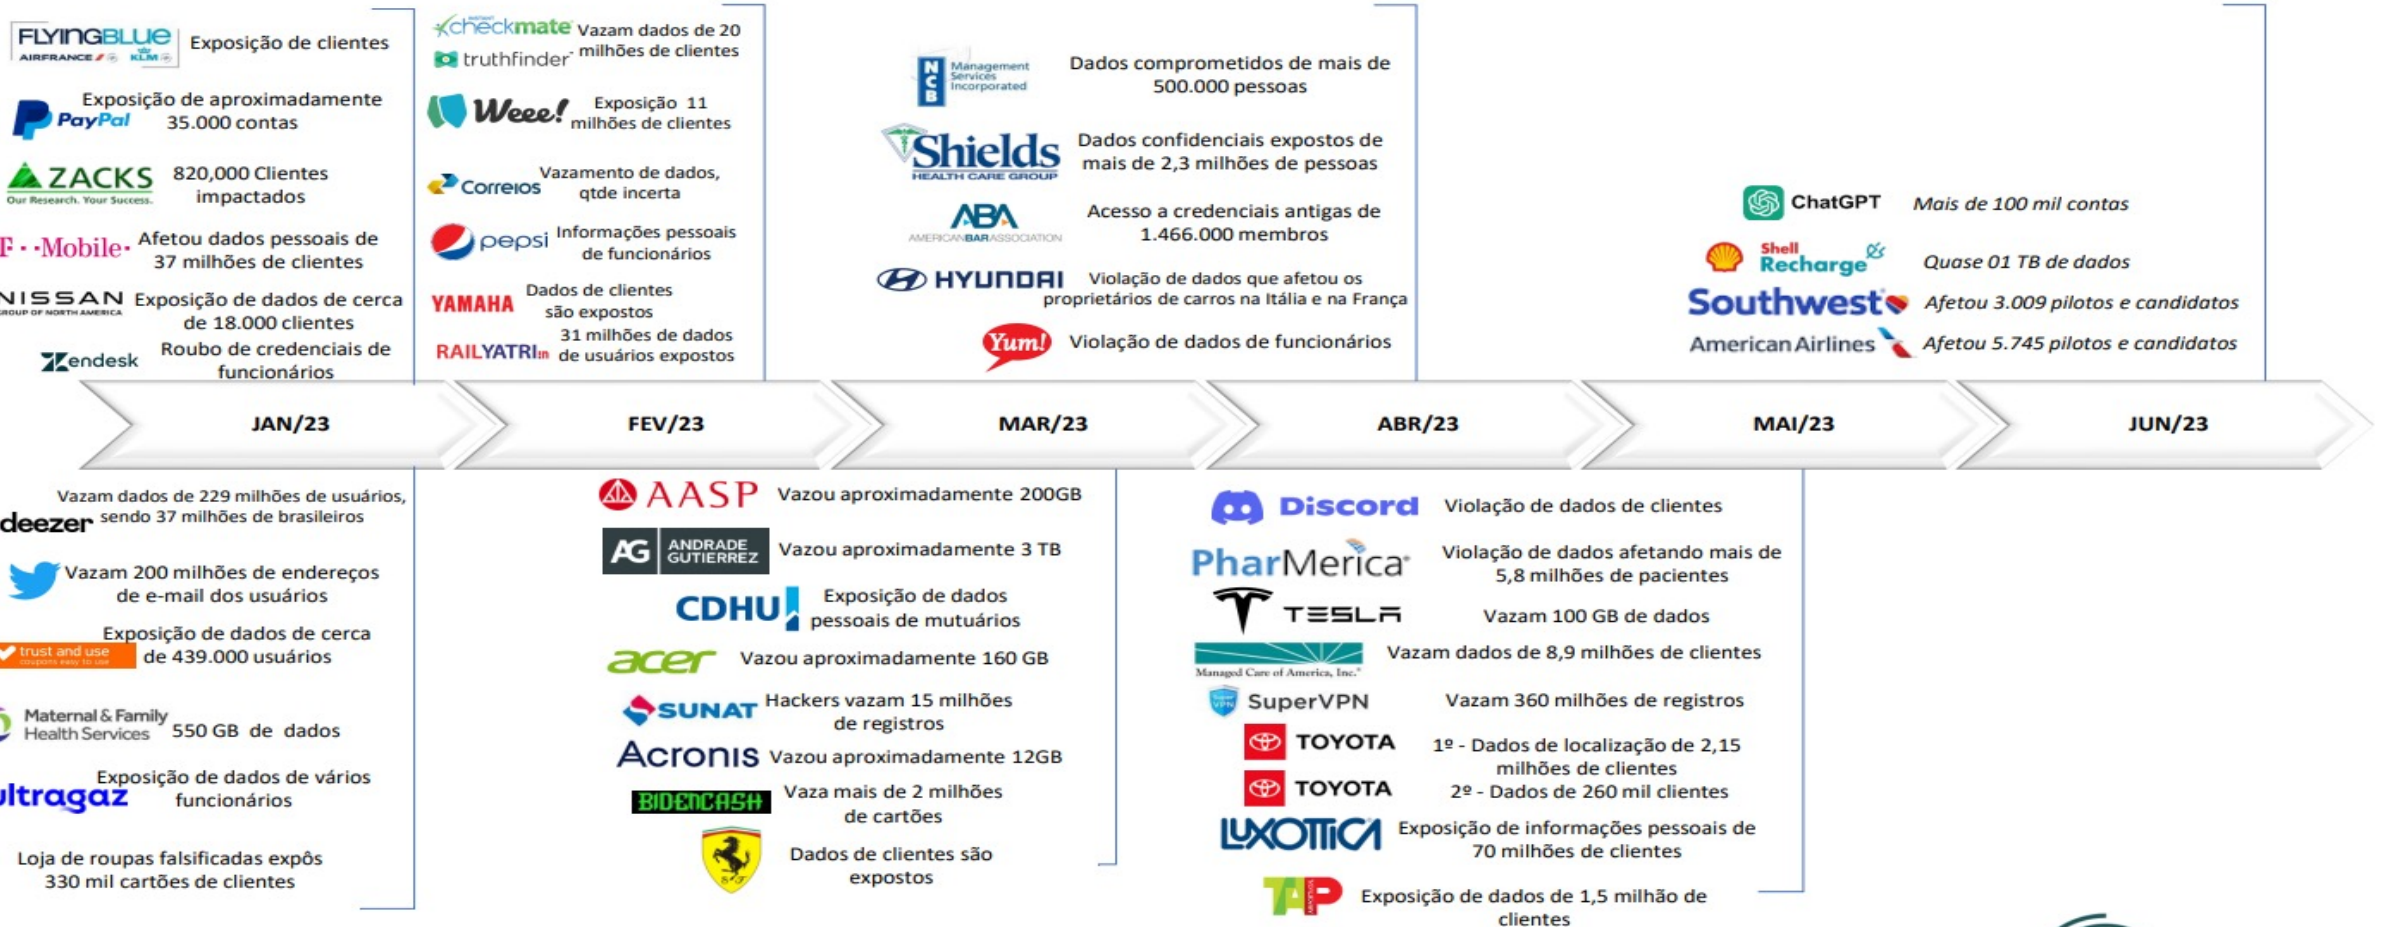 FLYINGBLUE
AIRFRANCE KLM
Exposição de clientes
PayPal
Exposição de aproximadamente
35.000 contas
ZACKS
Our Research. Your Success.
820,000 Clientes
impactados
T··Mobile·
Afetou dados pessoais de
37 milhões de clientes
NISSAN
GROUP OF NORTH AMERICA
Exposição de dados de cerca
de 18.000 clientes
zendesk
Roubo de credenciais de
funcionários
INSTANT
checkmate
truthfinder
Vazam dados de 20
milhões de clientes
Weee!
Exposição 11
milhões de clientes
Correios
Vazamento de dados,
qtde incerta
pepsi
Informações pessoais
de funcionários
YAMAHA
Dados de clientes
são expostos
RAILYATRI.in
31 milhões de dados
de usuários expostos
NCB
Management
Services
Incorporated
Dados comprometidos de mais de
500.000 pessoas
Shields
HEALTH CARE GROUP
Dados confidenciais expostos de
mais de 2,3 milhões de pessoas
ABA
AMERICANBARASSOCIATION
Acesso a credenciais antigas de
1.466.000 membros
HYUNDAI
Violação de dados que afetou os
proprietários de carros na Itália e na França
Yum!
Violação de dados de funcionários
ChatGPT
Mais de 100 mil contas
Shell
Recharge
Quase 01 TB de dados
Southwest
Afetou 3.009 pilotos e candidatos
American Airlines
Afetou 5.745 pilotos e candidatos
JAN/23
FEV/23
MAR/23
ABR/23
MAI/23
JUN/23
deezer
Vazam dados de 229 milhões de usuários,
sendo 37 milhões de brasileiros
Vazam 200 milhões de endereços
de e-mail dos usuários
trust and use
coupons easy to use
Exposição de dados de cerca
de 439.000 usuários
Maternal & Family
Health Services
550 GB de dados
ultragaz
Exposição de dados de vários
funcionários
Loja de roupas falsificadas expôs
330 mil cartões de clientes
AASP
Vazou aproximadamente 200GB
AG
ANDRADE
GUTIERREZ
Vazou aproximadamente 3 TB
CDHU
Exposição de dados
pessoais de mutuários
acer
Vazou aproximadamente 160 GB
SUNAT
Hackers vazam 15 milhões
de registros
Acronis
Vazou aproximadamente 12GB
BIDENCASH
Vaza mais de 2 milhões
de cartões
S F
Dados de clientes são
expostos
Discord
Violação de dados de clientes
PharMerica
Violação de dados afetando mais de
5,8 milhões de pacientes
TESLA
Vazam 100 GB de dados
Managed Care of America, Inc.
Vazam dados de 8,9 milhões de clientes
SuperVPN
Vazam 360 milhões de registros
TOYOTA
1º - Dados de localização de 2,15
milhões de clientes
TOYOTA
2º - Dados de 260 mil clientes
LUXOTTICA
Exposição de informações pessoais de
70 milhões de clientes
TAP
Exposição de dados de 1,5 milhão de
clientes